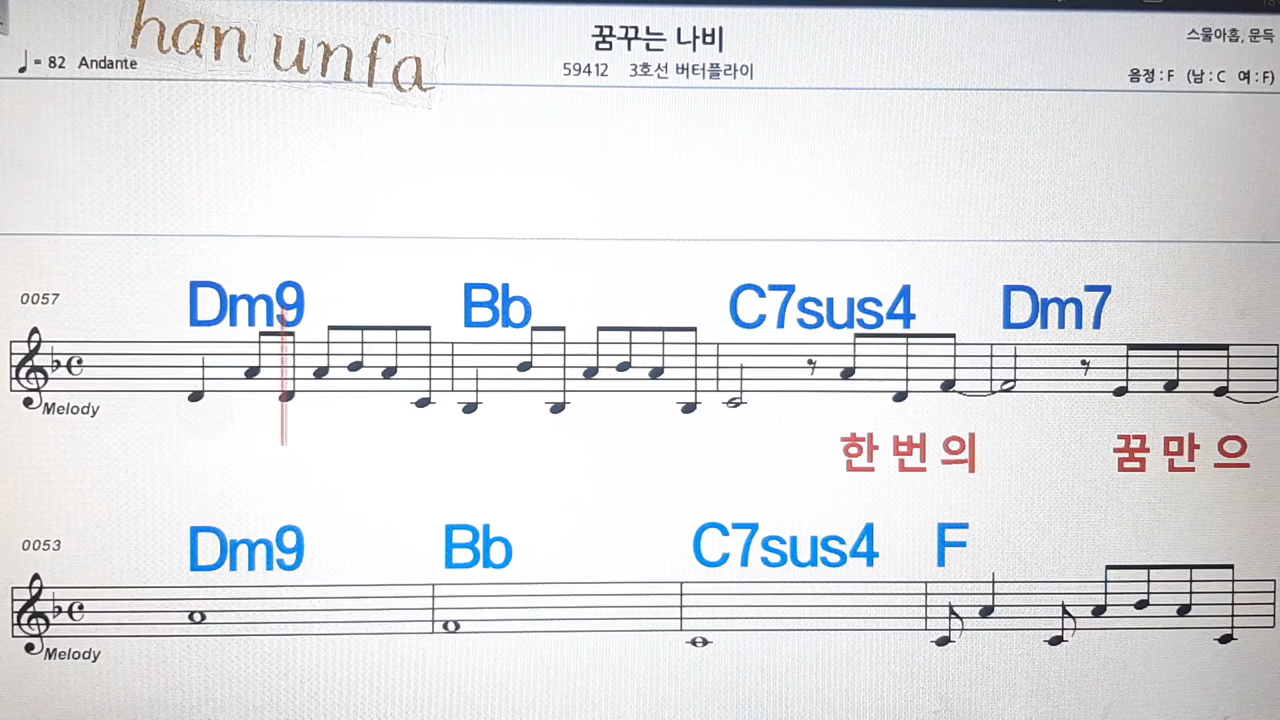 han unfa
꿈꾸는 나비
스물아홉, 문득
= 82 Andante
59412 3호선 버터플라이
음정 : F (남 : C 여 : F)
0057
Dm9 Bb C7sus4 Dm7
Melody
한 번 의 꿈 만 으
0053
Dm9 Bb C7sus4 F
Melody